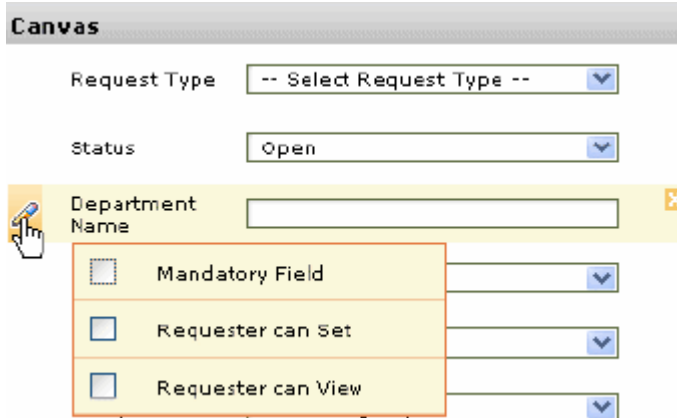 Canvas
Request Type
-- Select Request Type --
Status
Open
Department
Name
Mandatory Field
Requester can Set
Requester can View